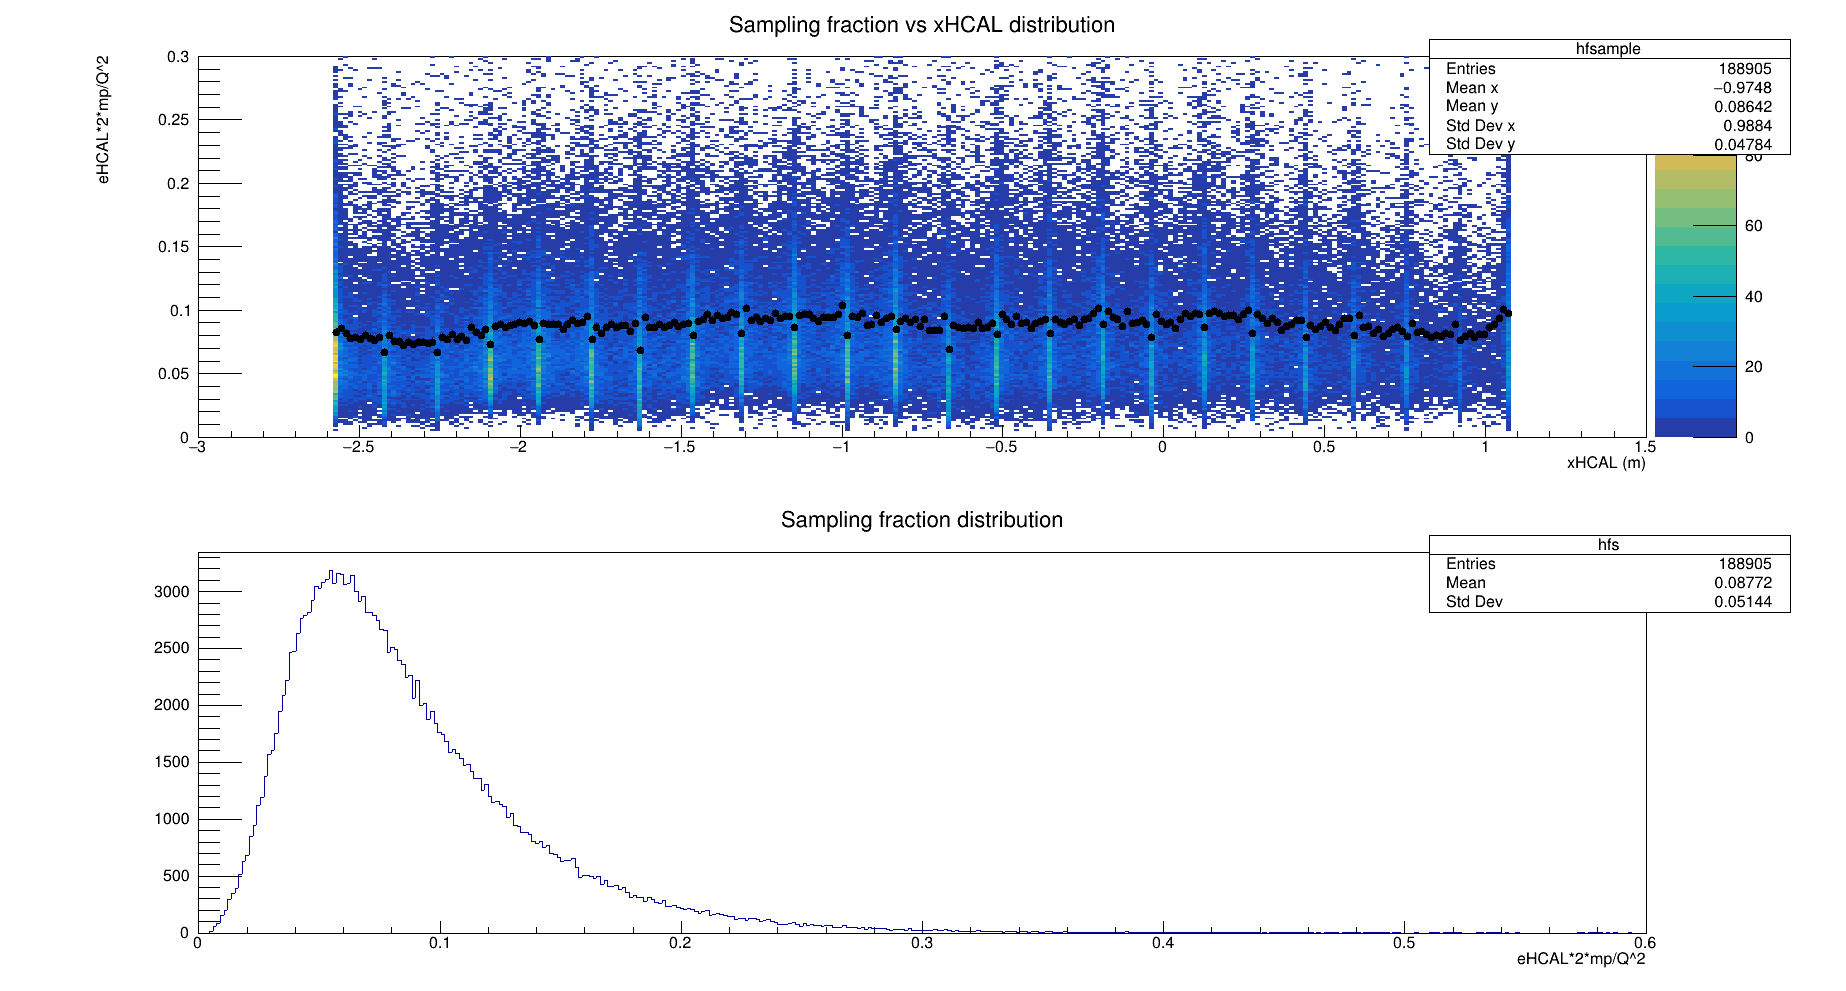 Sampling fraction vs xHCAL distribution
eHCAL*2*mp/Q^2
0.3
0.25
0.2
0.15
0.1
0.05
0
−3
−2.5
−2
−1.5
−1
−0.5
0
0.5
1
1.5
xHCAL (m)
hfsample
Entries 188905
Mean x −0.9748
Mean y 0.08642
Std Dev x 0.9884
Std Dev y 0.04784
80
60
40
20
0
Sampling fraction distribution
hfs
Entries 188905
Mean 0.08772
Std Dev 0.05144
3000
2500
2000
1500
1000
500
0
0
0.1
0.2
0.3
0.4
0.5
0.6
eHCAL*2*mp/Q^2